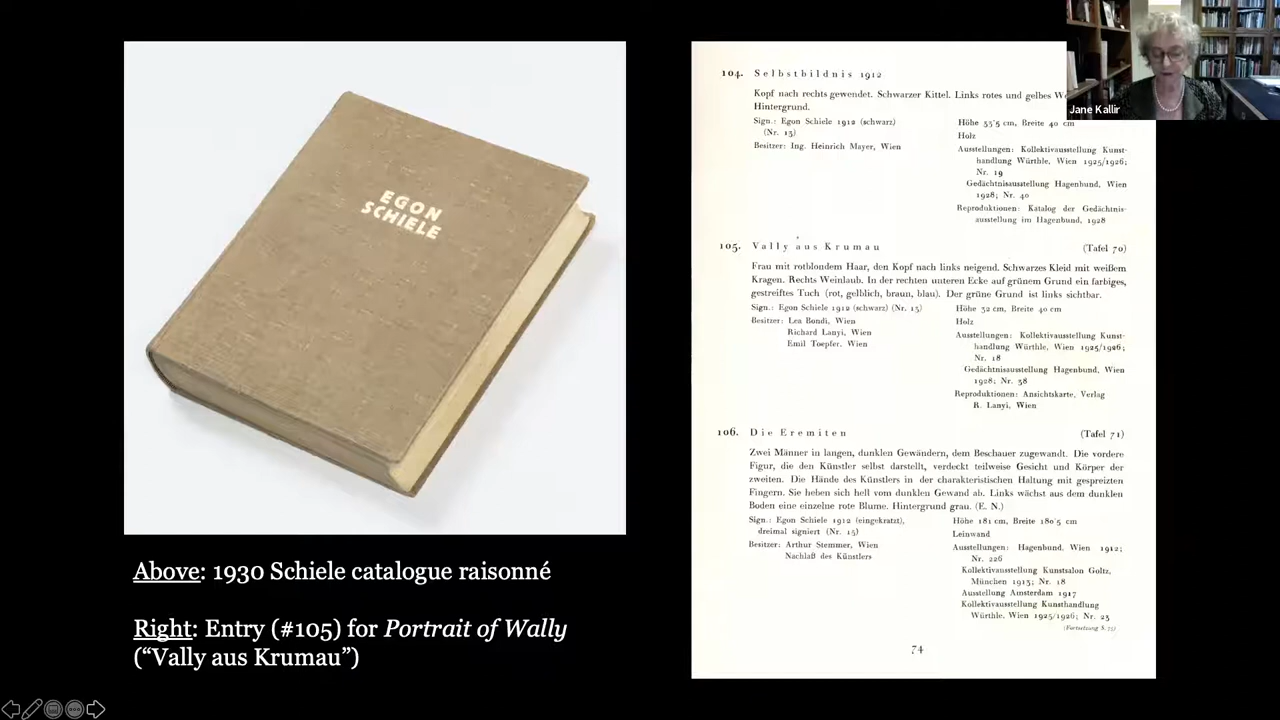 EGON
SCHIELE
Above: 1930 Schiele catalogue raisonné
Right: Entry (#105) for Portrait of Wally
(“Vally aus Krumau”)
104. Selbstbildnis 1912
Kopf nach rechts gewendet. Schwarzer Kittel. Links rotes und gelbes
Hintergrund.
Sign.: Egon Schiele 1912 (schwarz)
(Nr. 13)
Besitzer: Ing. Heinrich Mayer, Wien
Höhe 33'5 cm, Breite 40 cm
Holz
Ausstellungen: Kollektivausstellung Kunst-
handlung Würthle, Wien 1925/1926;
Nr. 19
Gedächtnisausstellung Hagenbund, Wien
1928; Nr. 40
Reproduktionen: Katalog der Gedächtnis-
ausstellung im Hagenbund, 1928
105. Vally aus Krumau (Tafel 70)
Frau mit rotblondem Haar, den Kopf nach links neigend. Schwarzes Kleid mit weißem
Kragen. Rechts Weinlaub. In der rechten unteren Ecke auf grünem Grund ein farbiges,
gestreiftes Tuch (rot, gelblich, braun, blau). Der grüne Grund ist links sichtbar.
Sign.: Egon Schiele 1912 (schwarz) (Nr. 13)
Besitzer: Lea Bondi, Wien
Richard Lanyi, Wien
Emil Toepfer, Wien
Höhe 32 cm, Breite 40 cm
Holz
Ausstellungen: Kollektivausstellung Kunst-
handlung Würthle, Wien 1925/1926;
Nr. 18
Gedächtnisausstellung Hagenbund, Wien
1928; Nr. 38
Reproduktionen: Ansichtskarte, Verlag
R. Lanyi, Wien
106. Die Eremiten (Tafel 71)
Zwei Männer in langen, dunklen Gewändern, dem Beschauer zugewandt. Die vordere
Figur, die den Künstler selbst darstellt, verdeckt teilweise Gesicht und Körper der
zweiten. Die Hände des Künstlers in der charakteristischen Haltung mit gespreizten
Fingern. Sie heben sich hell vom dunklen Gewand ab. Links wächst aus dem dunklen
Boden eine einzelne rote Blume. Hintergrund grau. (E. N.)
Sign.: Egon Schiele 1912 (eingekratzt),
dreimal signiert (Nr. 15)
Besitzer: Arthur Stemmer, Wien
Nachlaß des Künstlers
Höhe 181 cm, Breite 180'5 cm
Leinwand
Ausstellungen: Hagenbund, Wien 1912;
Nr. 226
Kollektivausstellung Kunstsalon Goltz,
München 1913; Nr. 18
Ausstellung Amsterdam 1917
Kollektivausstellung Kunsthandlung
Würthle, Wien 1925/1926; Nr. 23
(Fortsetzung S. 75)
74
Jane Kallir